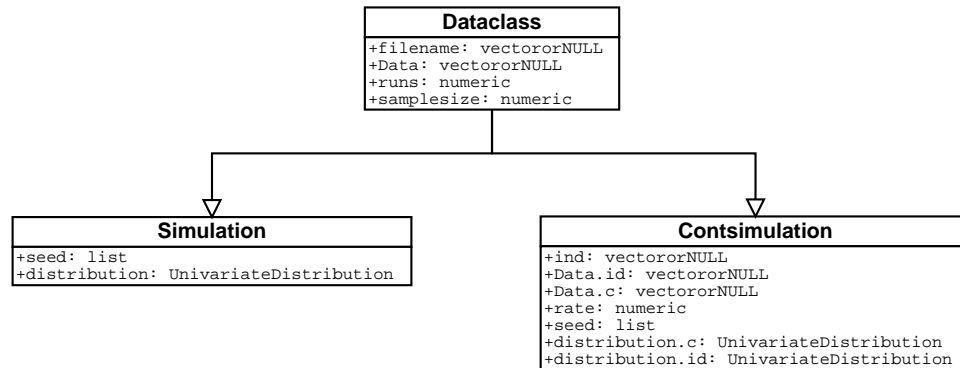 Dataclass
+filename: vectororNULL
+Data: vectororNULL
+runs: numeric
+samplesize: numeric
Simulation
+seed: list
+distribution: UnivariateDistribution
Contsimulation
+ind: vectororNULL
+Data.id: vectororNULL
+Data.c: vectororNULL
+rate: numeric
+seed: list
+distribution.c: UnivariateDistribution
+distribution.id: UnivariateDistribution